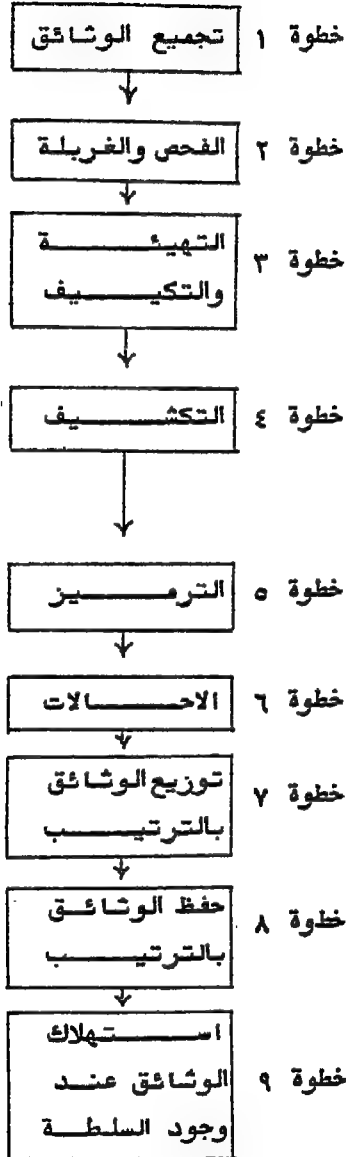 خطوة ١ تجميع الوثائق
خطوة ٢ الفحص والغربلة
خطوة ٣ التهيئة
والتكييف
خطوة ٤ التكشيف
خطوة ٥ الترميز
خطوة ٦ الاحالات
خطوة ٧ توزيع الوثائق
بالترتيب
خطوة ٨ حفظ الوثائق
بالترتيب
خطوة ٩ استهلاك
الوثائق عند
وجود السلطة